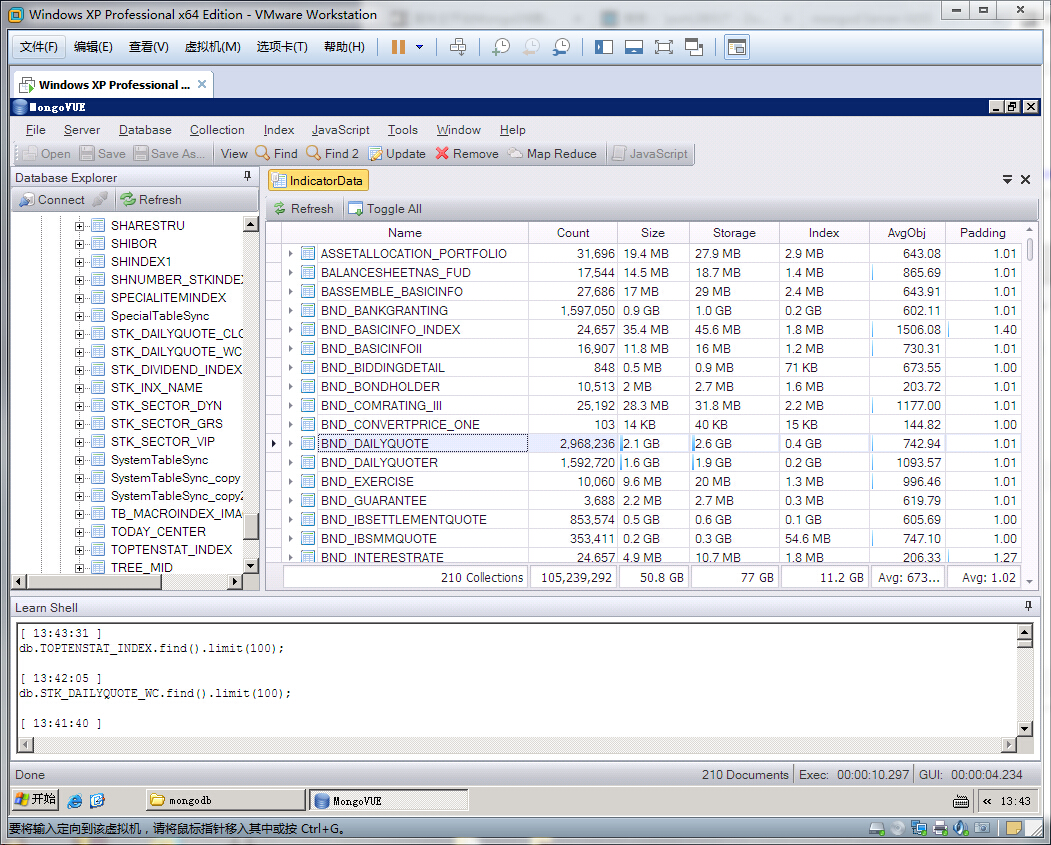 Windows XP Professional x64 Edition - VMware Workstation
文件(F) 编辑(E) 查看(V) 虚拟机(M) 选项卡(T) 帮助(H)
Windows XP Professional ...
MongoVUE
File Server Database Collection Index JavaScript Tools Window Help
Open Save Save As... View Find Find 2 Update Remove Map Reduce JavaScript
Database Explorer
Connect Refresh
SHARESTRU
SHIBOR
SHINDEX1
SHNUMBER_STKINDEX
SPECIALITEMINDEX
SpecialTableSync
STK_DAILYQUOTE_CLO
STK_DAILYQUOTE_WC
STK_DIVIDEND_INDEX
STK_INX_NAME
STK_SECTOR_DYN
STK_SECTOR_GRS
STK_SECTOR_VIP
SystemTableSync
SystemTableSync_copy
SystemTableSync_copy2
TB_MACROINDEX_IMA
TODAY_CENTER
TOPTENSTAT_INDEX
TREE_MID
IndicatorData
Refresh Toggle All
Name Count Size Storage Index AvgObj Padding
ASSETALLOCATION_PORTFOLIO 31,696 19.4 MB 27.9 MB 2.9 MB 643.08 1.01
BALANCESHEETNAS_FUD 17,544 14.5 MB 18.7 MB 1.4 MB 865.69 1.01
BASSEMBLE_BASICINFO 27,686 17 MB 29 MB 2.4 MB 643.91 1.01
BND_BANKGRANTING 1,597,050 0.9 GB 1.0 GB 0.2 GB 602.11 1.01
BND_BASICINFO_INDEX 24,657 35.4 MB 45.6 MB 1.8 MB 1506.08 1.40
BND_BASICINFOII 16,907 11.8 MB 16 MB 1.2 MB 730.31 1.01
BND_BIDDINGDETAIL 848 0.5 MB 0.9 MB 71 KB 673.55 1.00
BND_BONDHOLDER 10,513 2 MB 2.7 MB 1.6 MB 203.72 1.01
BND_COMRATING_III 25,192 28.3 MB 31.8 MB 2.2 MB 1177.00 1.01
BND_CONVERTPRICE_ONE 103 14 KB 40 KB 15 KB 144.82 1.00
BND_DAILYQUOTE 2,968,236 2.1 GB 2.6 GB 0.4 GB 742.94 1.01
BND_DAILYQUOTER 1,592,720 1.6 GB 1.9 GB 0.2 GB 1093.57 1.01
BND_EXERCISE 10,060 9.6 MB 20 MB 1.3 MB 996.46 1.01
BND_GUARANTEE 3,688 2.2 MB 2.7 MB 0.3 MB 619.79 1.01
BND_IBSETTLEMENTQUOTE 853,574 0.5 GB 0.6 GB 0.1 GB 605.69 1.00
BND_IBSMMQUOTE 353,411 0.2 GB 0.3 GB 54.6 MB 747.10 1.00
BND_INTERESTRATE 24,657 4.9 MB 10.7 MB 1.8 MB 206.33 1.27
210 Collections 105,239,292 50.8 GB 77 GB 11.2 GB Avg: 673... Avg: 1.02
Learn Shell
[ 13:43:31 ]
db.TOPTENSTAT_INDEX.find().limit(100);
[ 13:42:05 ]
db.STK_DAILYQUOTE_WC.find().limit(100);
[ 13:41:40 ]
Done 210 Documents Exec: 00:00:10.297 GUI: 00:00:04.234
开始 mongodb MongoVUE « 13:43
要将输入定向到该虚拟机，请将鼠标指针移入其中或按 Ctrl+G。